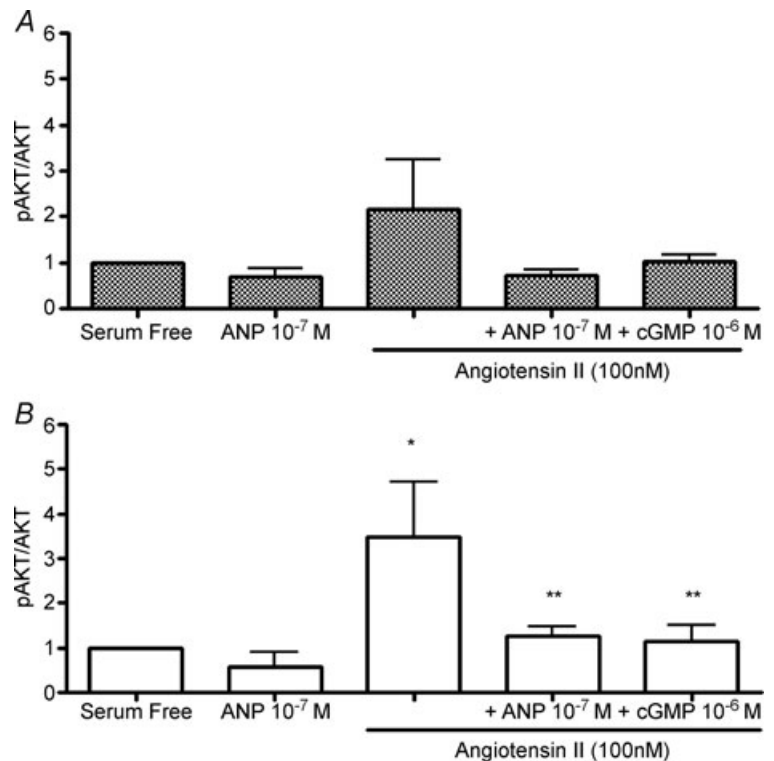 A
6
5
4
3
2
1
0
pAKT/AKT
Serum Free ANP 10⁻⁷ M + ANP 10⁻⁷ M + cGMP 10⁻⁶ M
Angiotensin II (100nM)
B
6
5
4
3
2
1
0
pAKT/AKT
*
** **
Serum Free ANP 10⁻⁷ M + ANP 10⁻⁷ M + cGMP 10⁻⁶ M
Angiotensin II (100nM)